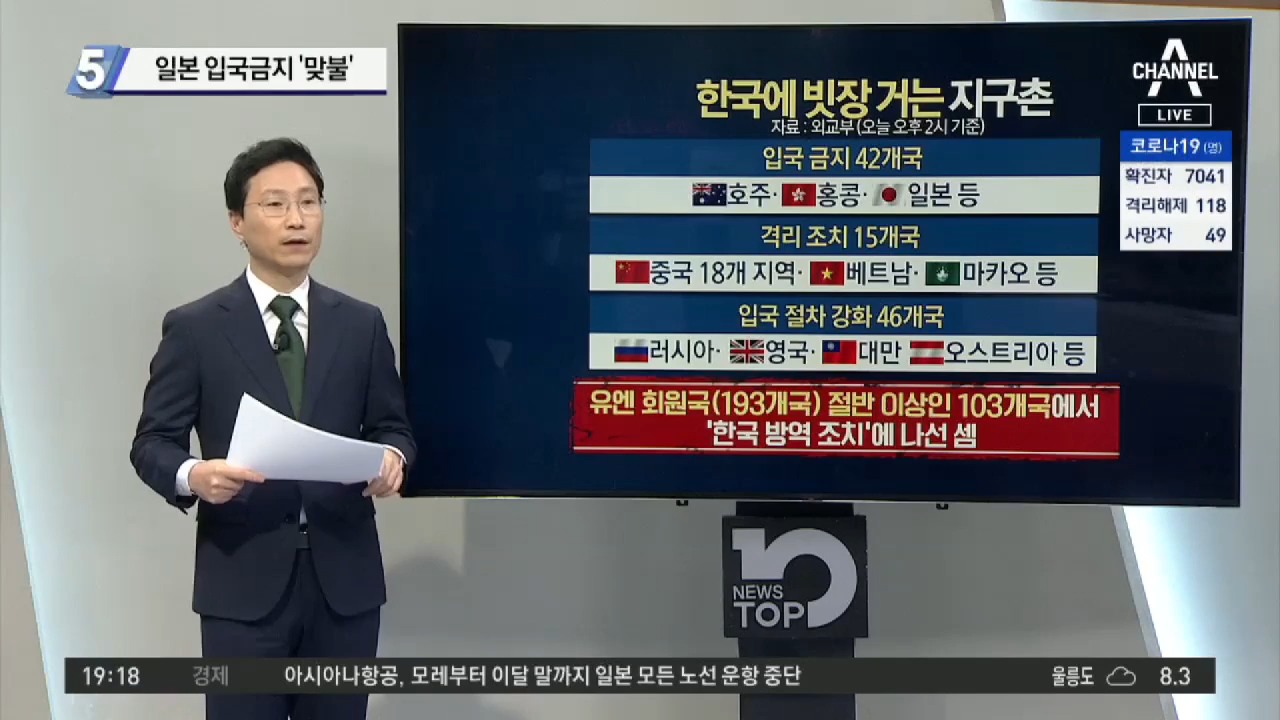 5 일본 입국금지 '맞불'
한국에 빗장 거는 지구촌
자료 : 외교부 (오늘 오후 2시 기준)
입국 금지 42개국
호주· 홍콩· 일본 등
격리 조치 15개국
중국 18개 지역· 베트남· 마카오 등
입국 절차 강화 46개국
러시아· 영국· 대만 오스트리아 등
유엔 회원국(193개국) 절반 이상인 103개국에서
'한국 방역 조치'에 나선 셈
CHANNEL A
LIVE
코로나19 (명)
확진자 7041
격리해제 118
사망자 49
NEWS
TOP 10
19:18 경제 아시아나항공, 모레부터 이달 말까지 일본 모든 노선 운항 중단 울릉도 8.3